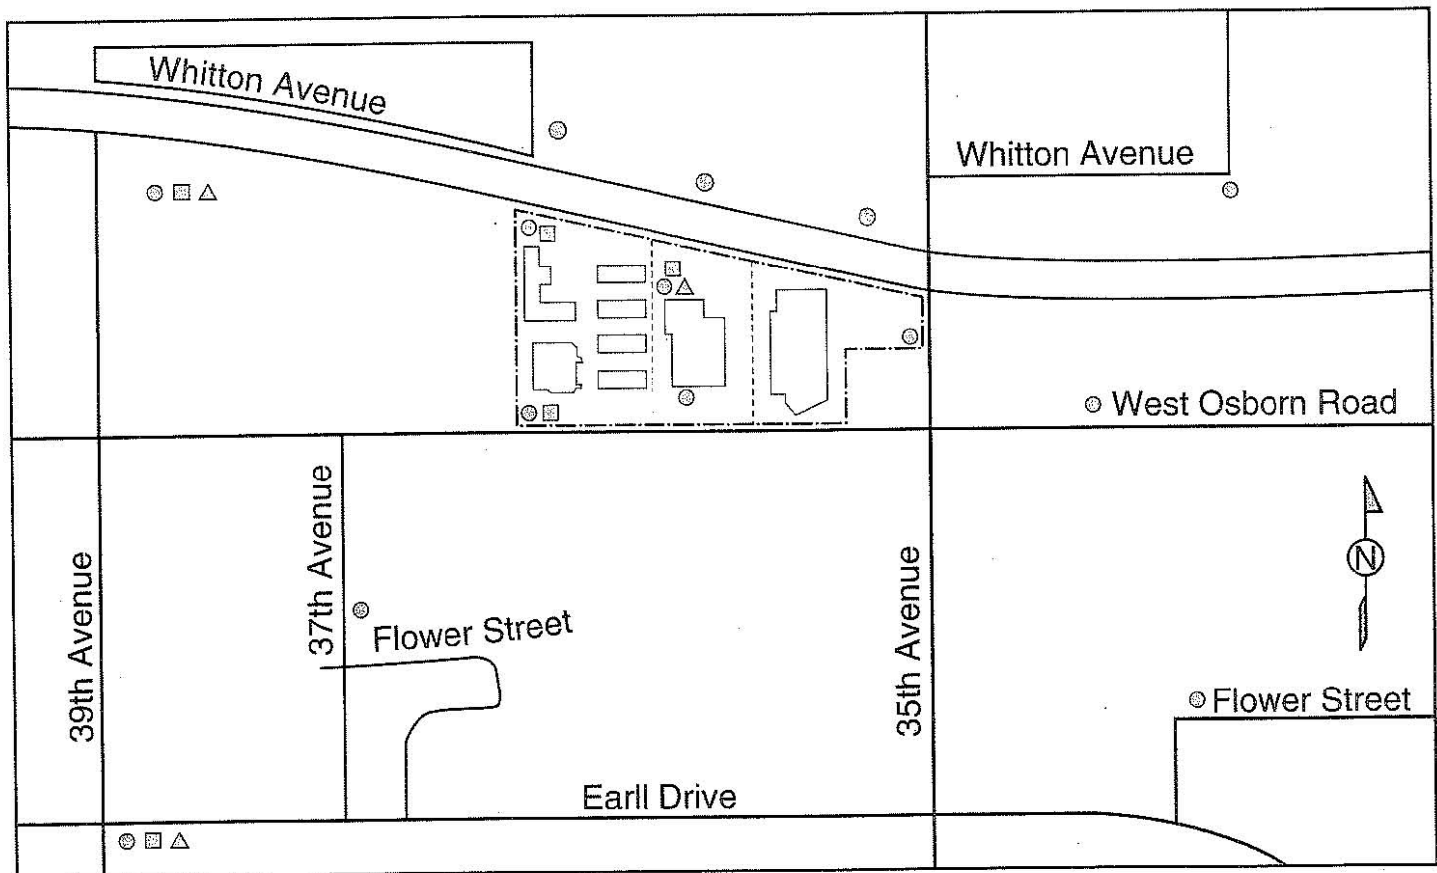 Whitton Avenue
Whitton Avenue
West Osborn Road
39th Avenue
37th Avenue
Flower Street
35th Avenue
N
Flower Street
Earll Drive